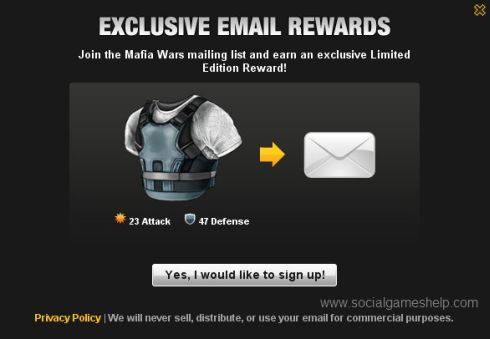 EXCLUSIVE EMAIL REWARDS
Join the Mafia Wars mailing list and earn an exclusive Limited
Edition Reward!
23 Attack 47 Defense
Yes, I would like to sign up!
www.socialgameshelp.com
Privacy Policy | We will never sell, distribute, or use your email for commercial purposes.